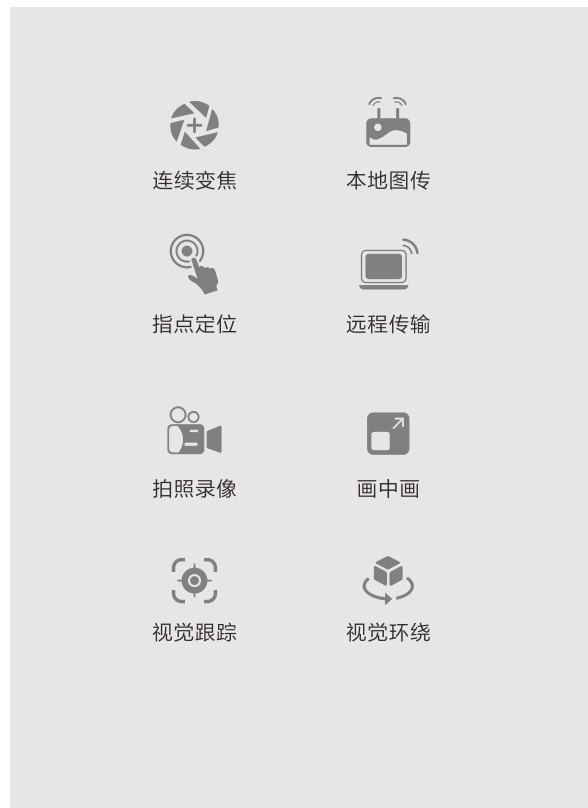 连续变焦
本地图传
指点定位
远程传输
拍照录像
画中画
视觉跟踪
视觉环绕